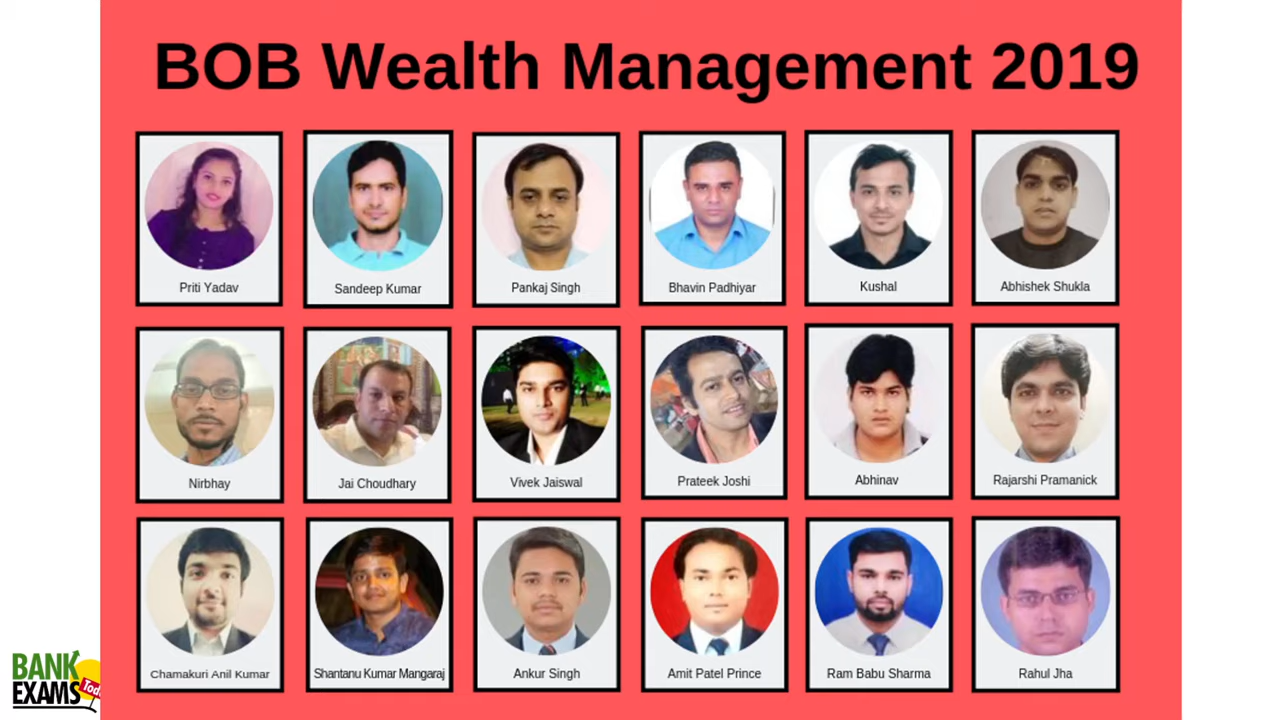 BOB Wealth Management 2019
Priti Yadav
Sandeep Kumar
Pankaj Singh
Bhavin Padhiyar
Kushal
Abhishek Shukla
Nirbhay
Jai Choudhary
Vivek Jaiswal
Prateek Joshi
Abhinav
Rajarshi Pramanick
Chamakuri Anil Kumar
Shantanu Kumar Mangaraj
Ankur Singh
Amit Patel Prince
Ram Babu Sharma
Rahul Jha
BANK
EXAMS